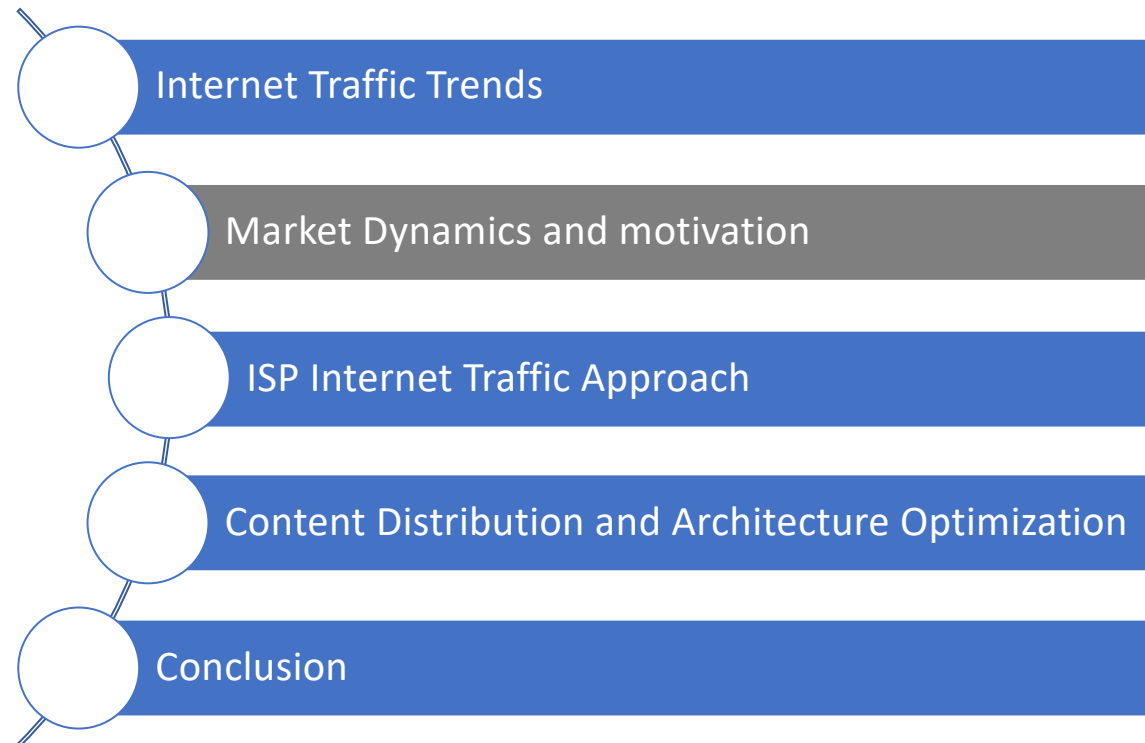 Internet Traffic Trends
Market Dynamics and motivation
ISP Internet Traffic Approach
Content Distribution and Architecture Optimization
Conclusion